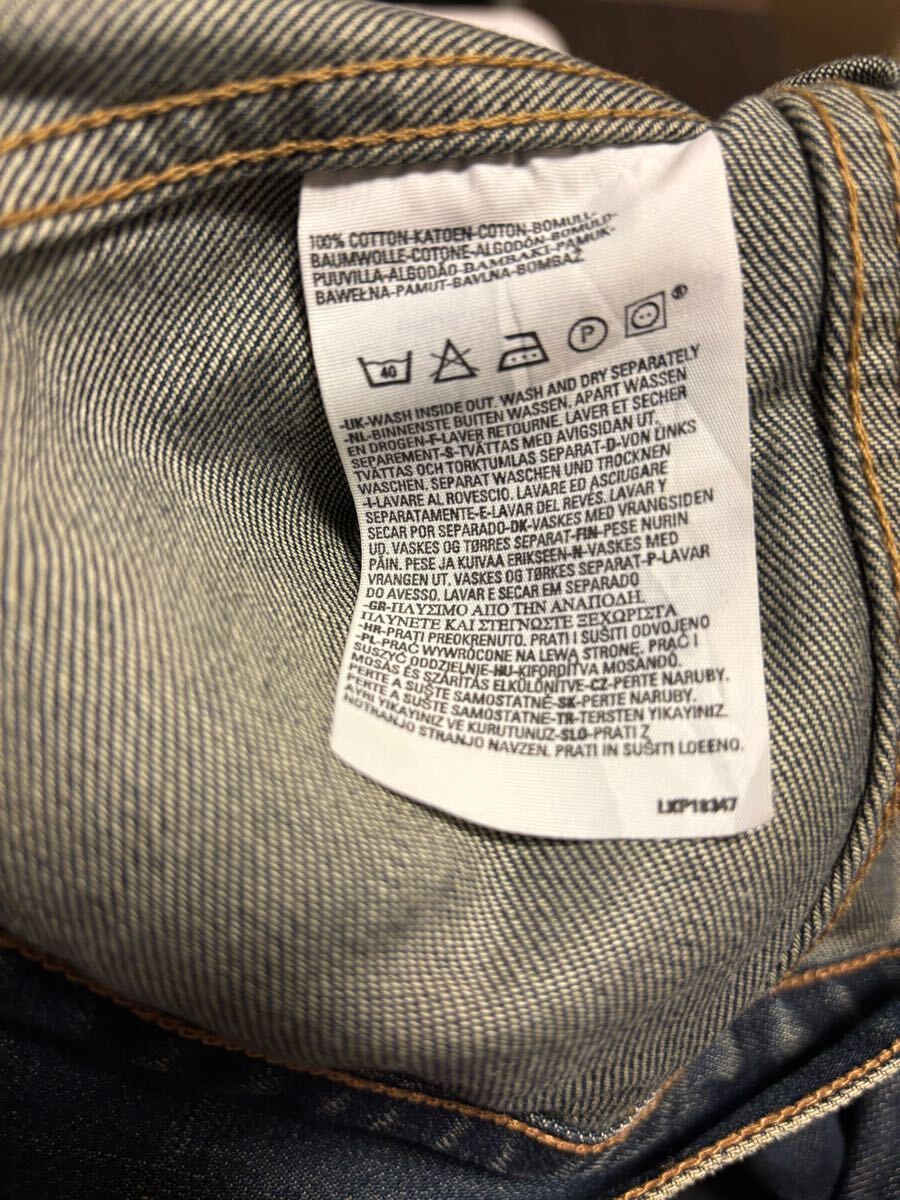 100% COTTON-KATOEN-COTON-BOMULL-
BAUMWOLLE-COTONE-ALGODÓN-BOMULD-
PUUVILLA-ALGODÃO-BAMBAKI-PAMUK-
BAWEŁNA-PAMUT-BAVLNA-BOMBAŽ
40 P ®
-UK-WASH INSIDE OUT. WASH AND DRY SEPARATELY
-NL-BINNENSTE BUITEN WASSEN. APART WASSEN
EN DROGEN-F-LAVER RETOURNE. LAVER ET SECHER
SEPAREMENT-S-TVÄTTAS MED AVIGSIDAN UT.
TVÄTTAS OCH TORKTUMLAS SEPARAT-D-VON LINKS
WASCHEN. SEPARAT WASCHEN UND TROCKNEN
-I-LAVARE AL ROVESCIO. LAVARE ED ASCIUGARE
SEPARATAMENTE-E-LAVAR DEL REVÉS. LAVAR Y
SECAR POR SEPARADO-DK-VASKES MED VRANGSIDEN
UD. VASKES OG TØRRES SEPARAT-FIN-PESE NURIN
PÄIN. PESE JA KUIVAA ERIKSEEN-N-VASKES MED
VRANGEN UT. VASKES OG TØRKES SEPARAT-P-LAVAR
DO AVESSO. LAVAR E SECAR EM SEPARADO
-GR-ΠΛΥΣΙΜΟ ΑΠΟ ΤΗΝ ΑΝΑΠΟΔΗ.
ΠΛΥΝΕΤΕ ΚΑΙ ΣΤΕΓΝΩΣΤΕ ΞΕΧΩΡΙΣΤΑ
-HR-PRATI PREOKRENUTO. PRATI I SUŠITI ODVOJENO
-PL-PRAĆ WYWRÓCONE NA LEWĄ STRONĘ. PRAĆ I
SUSZYĆ ODDZIELNIE-HU-KIFORDÍTVA MOSANDÓ.
MOSÁS ÉS SZÁRÍTÁS ELKÜLÖNÍTVE-CZ-PERTE NARUBY.
PERTE A SUŠTE SAMOSTATNĚ-SK-PERTE NARUBY.
PERTE A SUŠTE SAMOSTATNE-TR-TERSTEN YIKAYINIZ.
AYRI YIKAYINIZ VE KURUTUNUZ-SLO-PRATI Z
NOTRANJO STRANJO NAVZEN. PRATI IN SUŠITI LOEENO.
LKP18347